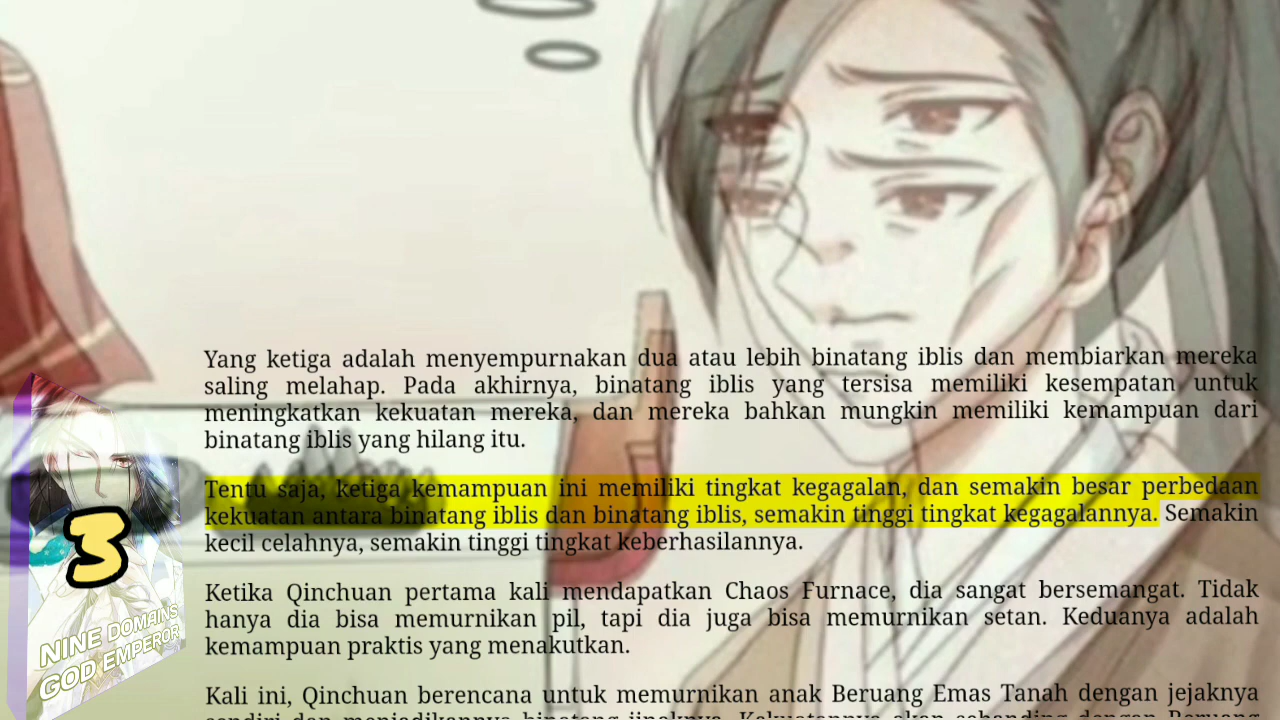 Yang ketiga adalah menyempurnakan dua atau lebih binatang iblis dan membiarkan mereka
saling melahap. Pada akhirnya, binatang iblis yang tersisa memiliki kesempatan untuk
meningkatkan kekuatan mereka, dan mereka bahkan mungkin memiliki kemampuan dari
binatang iblis yang hilang itu.
Tentu saja, ketiga kemampuan ini memiliki tingkat kegagalan, dan semakin besar perbedaan
kekuatan antara binatang iblis dan binatang iblis, semakin tinggi tingkat kegagalannya. Semakin
kecil celahnya, semakin tinggi tingkat keberhasilannya.
Ketika Qinchuan pertama kali mendapatkan Chaos Furnace, dia sangat bersemangat. Tidak
hanya dia bisa memurnikan pil, tapi dia juga bisa memurnikan setan. Keduanya adalah
kemampuan praktis yang menakutkan.
Kali ini, Qinchuan berencana untuk memurnikan anak Beruang Emas Tanah dengan jejaknya
3
NINE DOMAINS
GOD EMPEROR